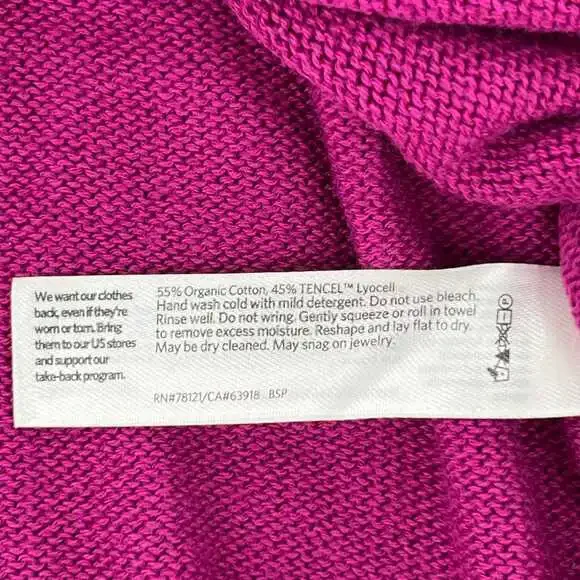 We want our clothes
back, even if they're
worn or torn. Bring
them to our US stores
and support our
take-back program.
55% Organic Cotton, 45% TENCEL™ Lyocell
Hand wash cold with mild detergent. Do not use bleach.
Rinse well. Do not wring. Gently squeeze or roll in towel
to remove excess moisture. Reshape and lay flat to dry.
May be dry cleaned. May snag on jewelry.
RN#78121/CA#63918 BSP